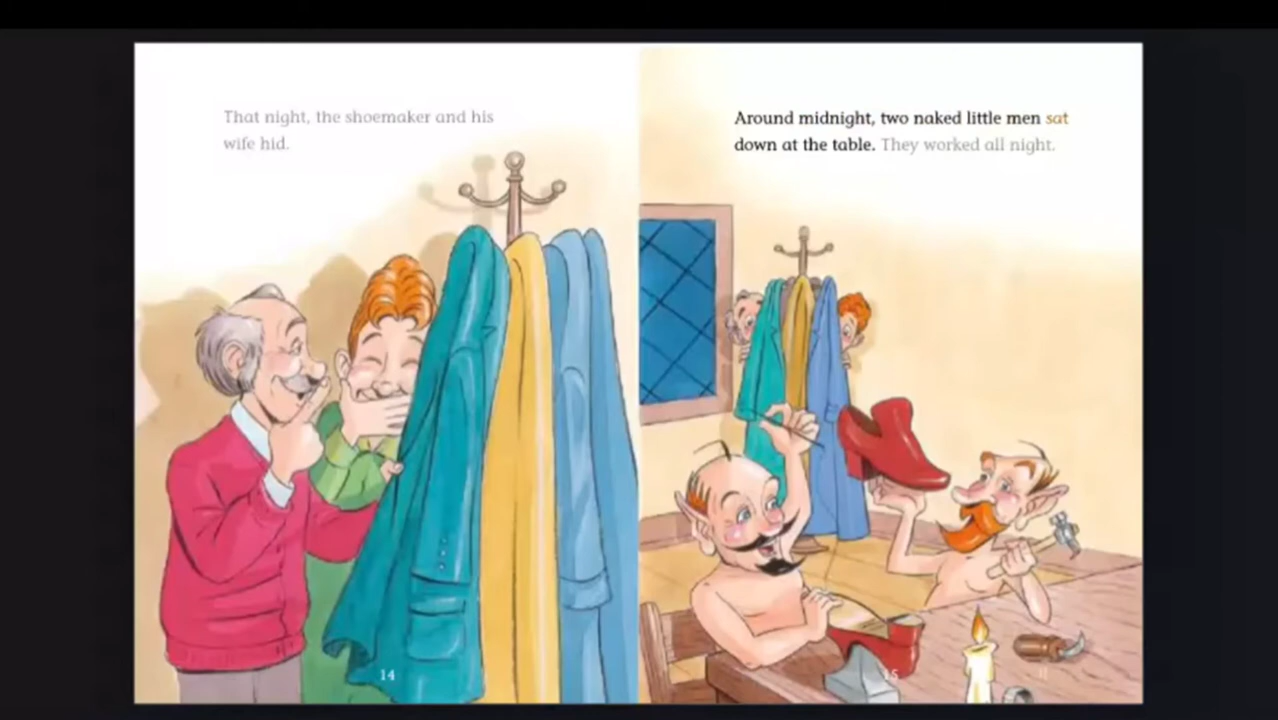 That night, the shoemaker and his
wife hid.
Around midnight, two naked little men sat
down at the table. They worked all night.
14
15